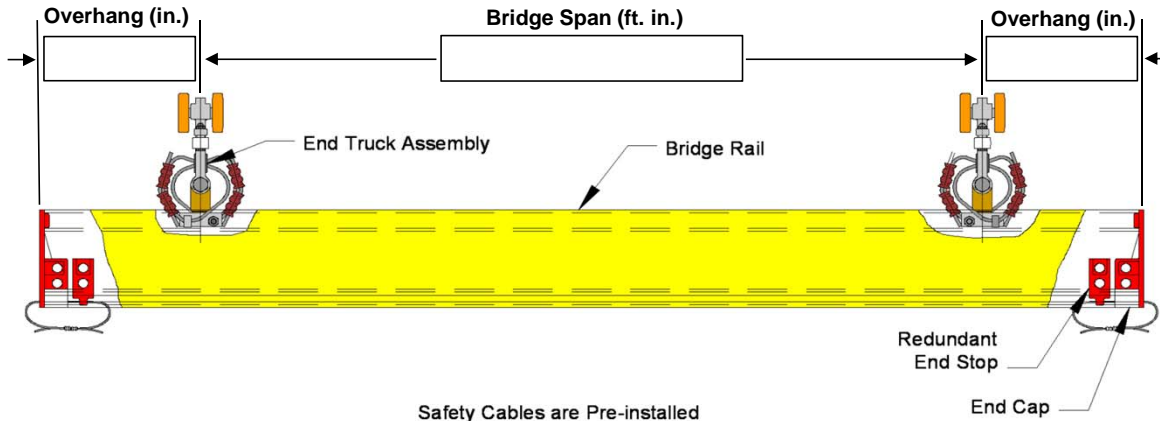 Overhang (in.)
Bridge Span (ft. in.)
Overhang (in.)
End Truck Assembly
Bridge Rail
Redundant
End Stop
End Cap
Safety Cables are Pre-installed